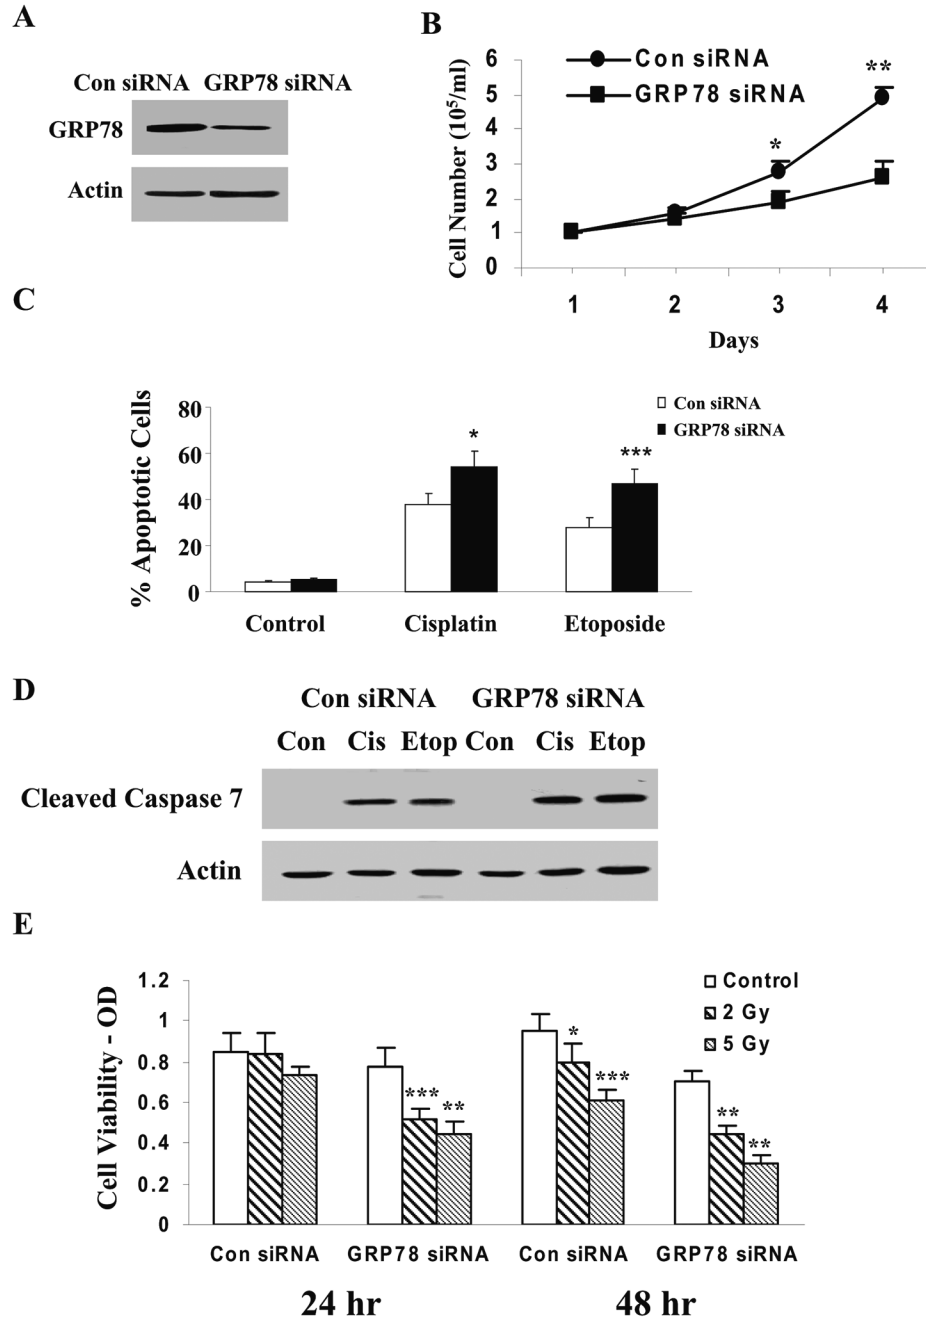 A
Con siRNA GRP78 siRNA
GRP78
Actin
B
Con siRNA
GRP78 siRNA
Cell Number (10⁵/ml)
6
5
4
3
2
1
0
*
**
1 2 3 4
Days
C
% Apoptotic Cells
80
60
40
20
0
Con siRNA
GRP78 siRNA
*
***
Control Cisplatin Etoposide
D
Con siRNA GRP78 siRNA
Con Cis Etop Con Cis Etop
Cleaved Caspase 7
Actin
E
Cell Viability - OD
1.2
1
0.8
0.6
0.4
0.2
0
Control
2 Gy
5 Gy
*** ** * *** ** **
Con siRNA GRP78 siRNA Con siRNA GRP78 siRNA
24 hr 48 hr